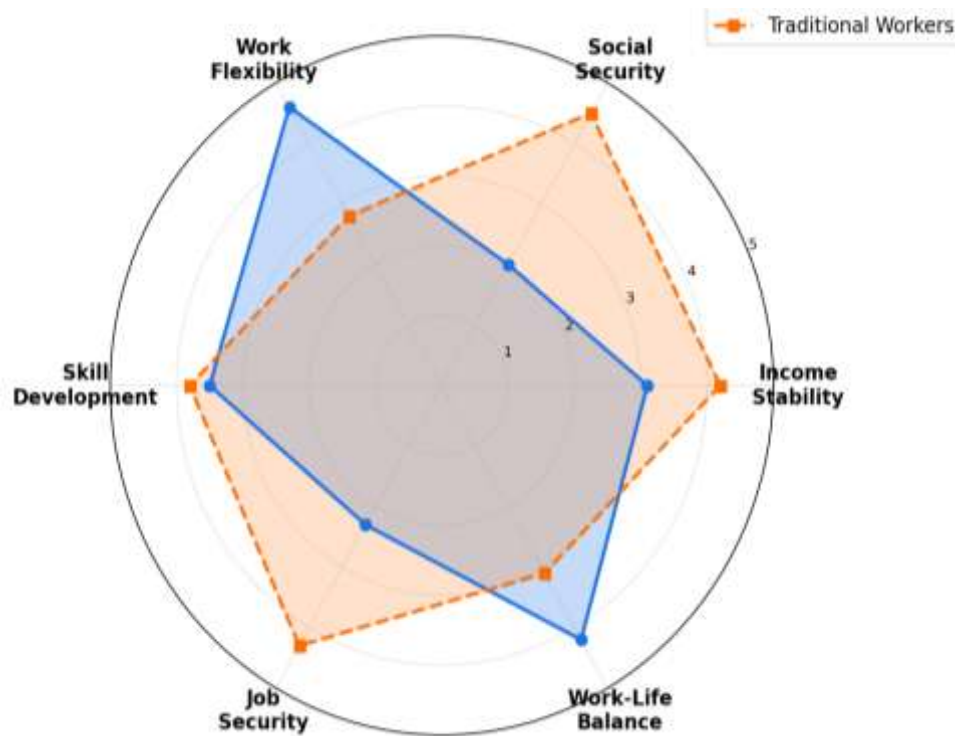 Traditional Workers
Work
Flexibility
Social
Security
5
4
3
2
1
Skill
Development
Income
Stability
Job
Security
Work-Life
Balance